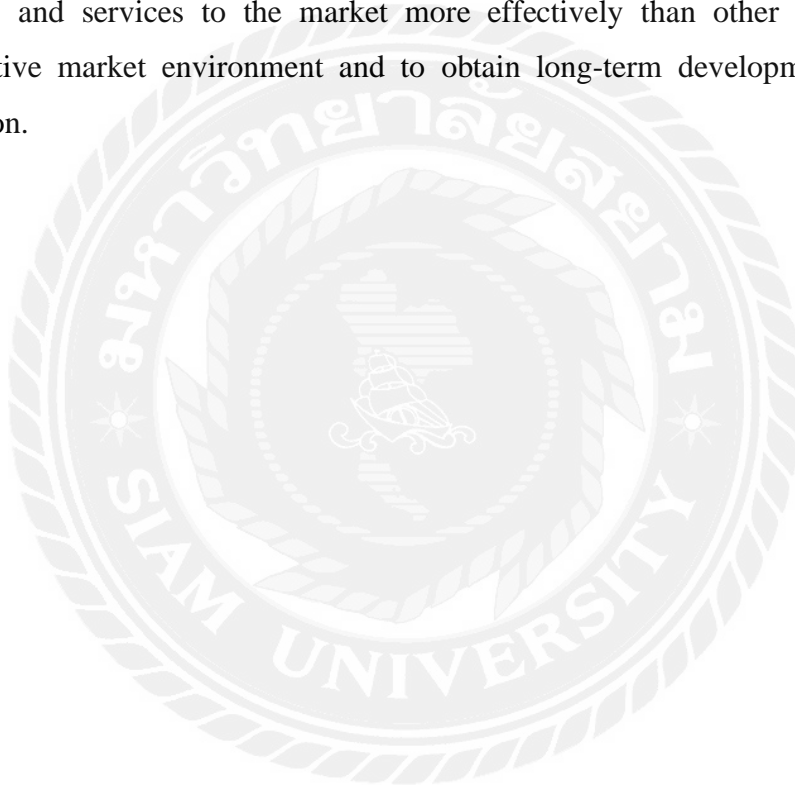 and services to the market more effectively than other
tive market environment and to obtain long-term developm
on.
มหาวิทยาลัยสยาม
SIAM UNIVERSITY